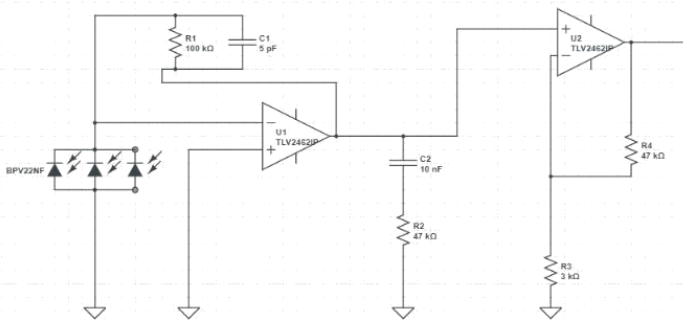 R1
100 kΩ
C1
5 pF
U2
TLV2462IP
U1
TLV2462IP
R4
47 kΩ
C2
10 nF
BPV22NF
R2
47 kΩ
R3
3 kΩ